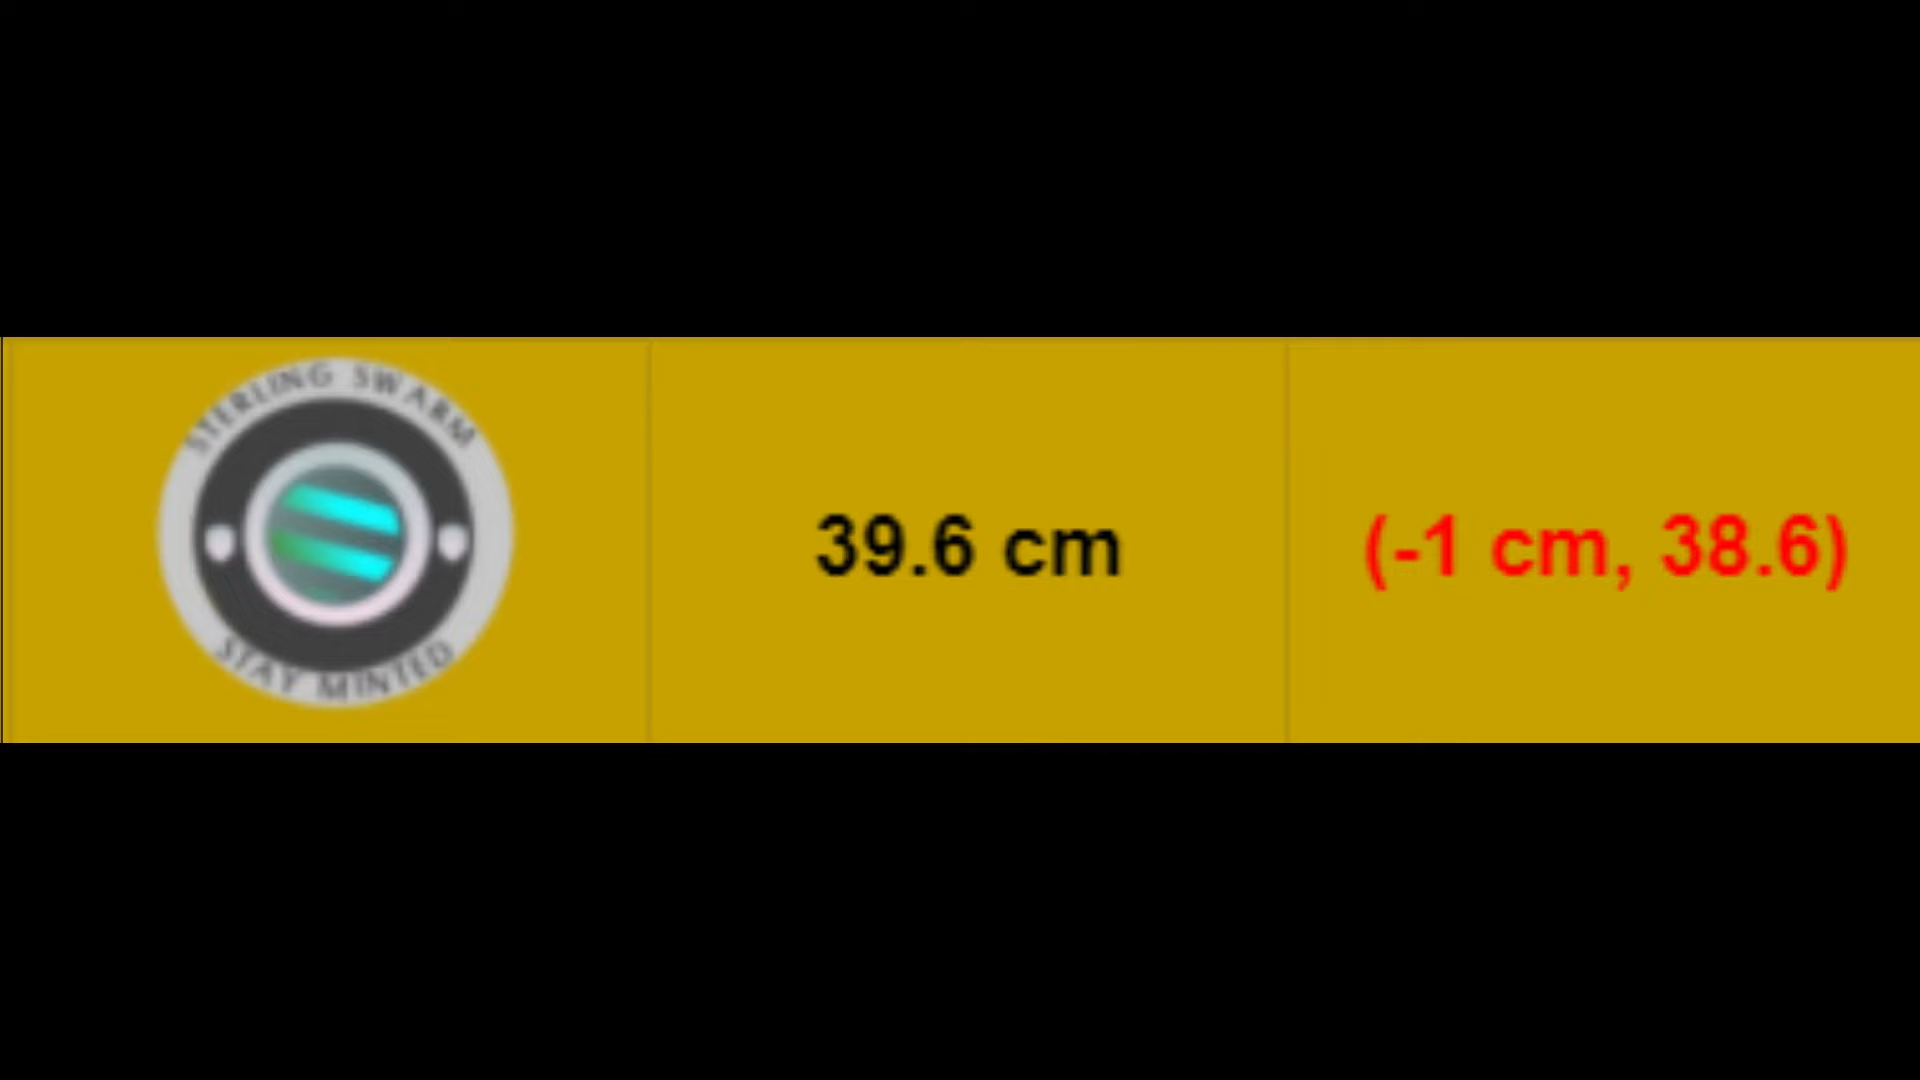 STERLING SWARM
STAY MINTED
39.6 cm
(-1 cm, 38.6)